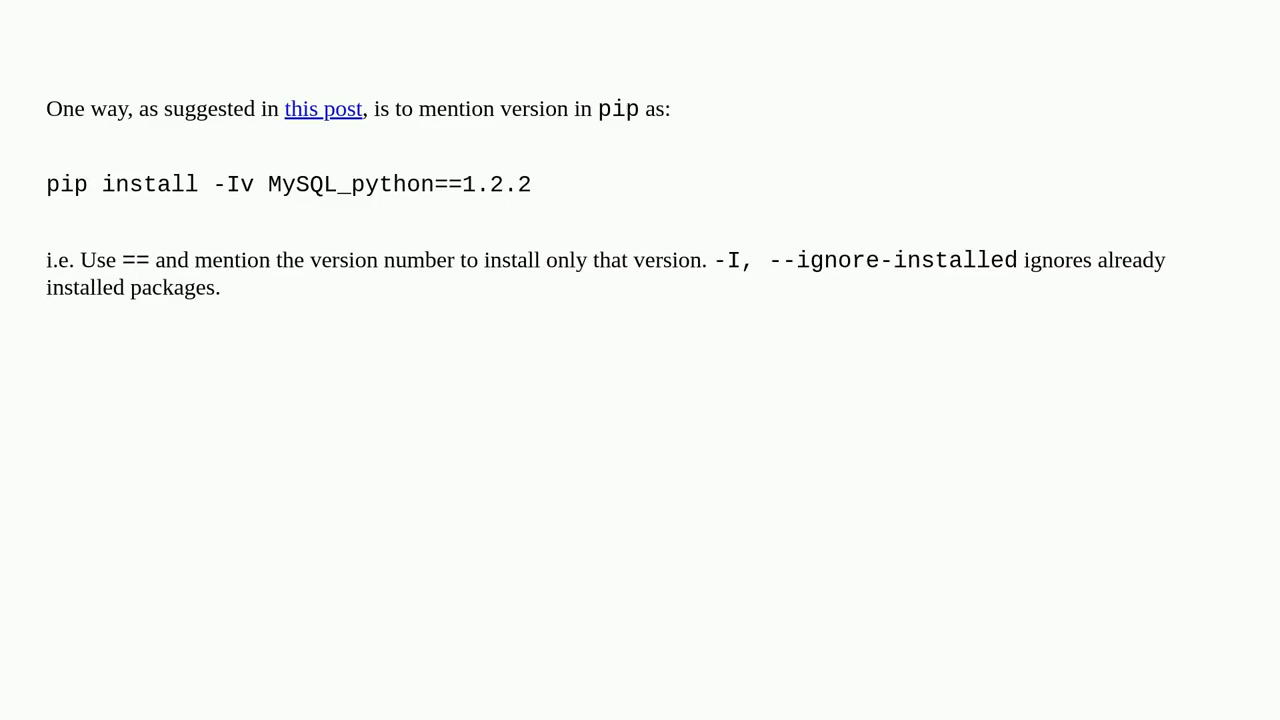 One way, as suggested in this post, is to mention version in pip as:
pip install -Iv MySQL_python==1.2.2
i.e. Use == and mention the version number to install only that version. -I, --ignore-installed ignores already
installed packages.